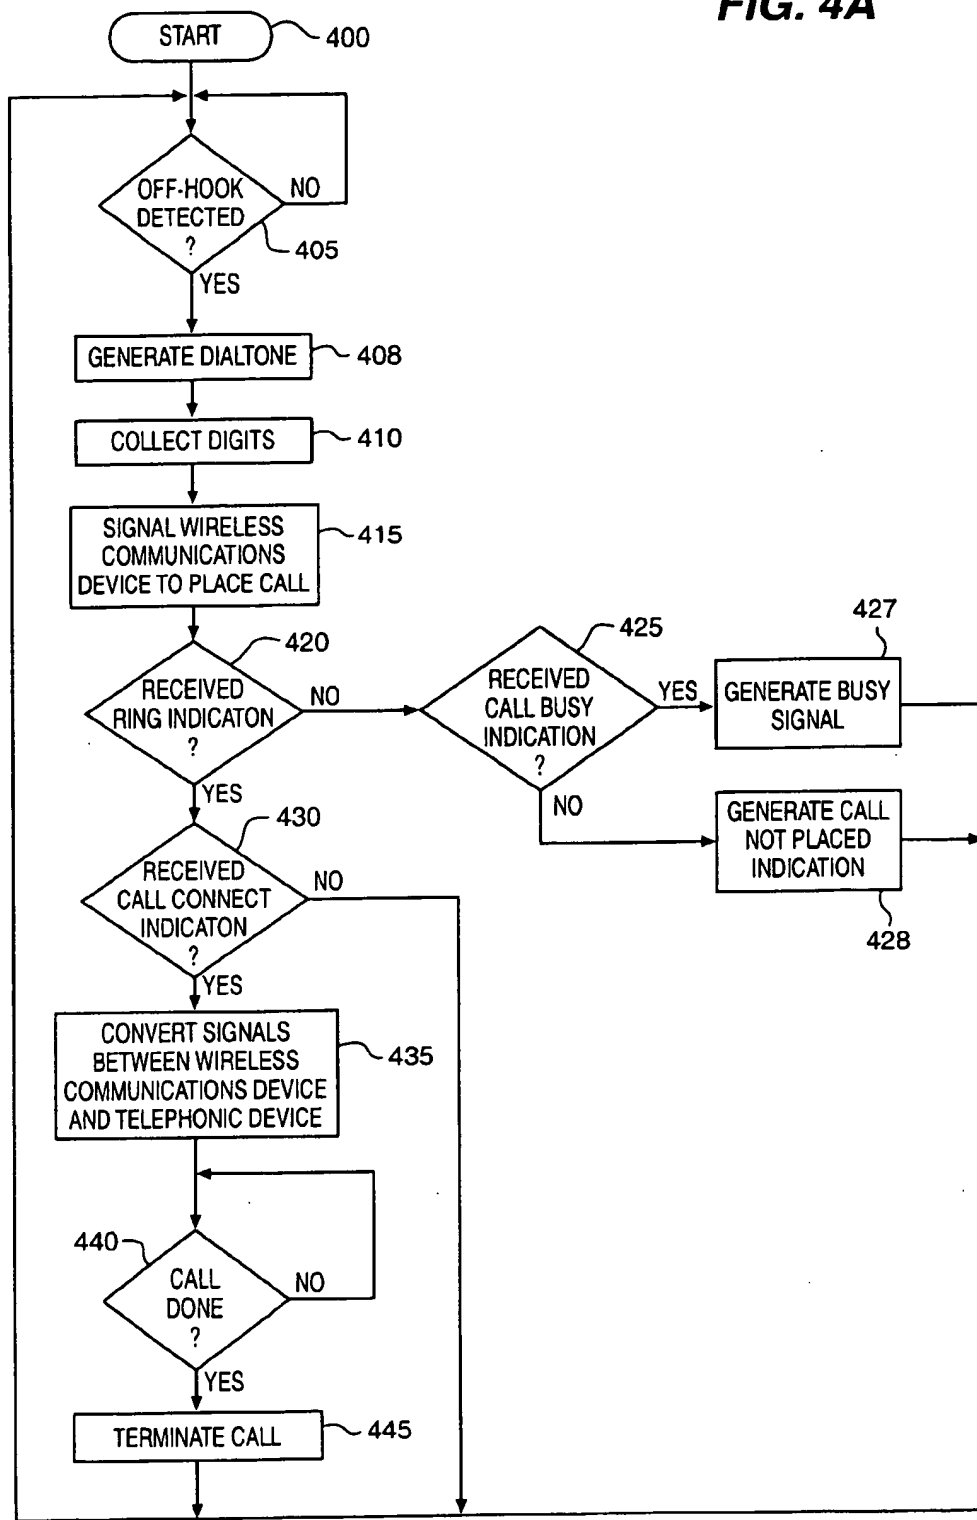 FIG. 4A
START
400
OFF-HOOK
DETECTED
?
NO
405
YES
GENERATE DIALTONE
408
COLLECT DIGITS
410
SIGNAL WIRELESS
COMMUNICATIONS
DEVICE TO PLACE CALL
415
420
RECEIVED
RING INDICATON
?
NO
YES
425
RECEIVED
CALL BUSY
INDICATION
?
YES
NO
427
GENERATE BUSY
SIGNAL
GENERATE CALL
NOT PLACED
INDICATION
428
430
RECEIVED
CALL CONNECT
INDICATON
?
NO
YES
CONVERT SIGNALS
BETWEEN WIRELESS
COMMUNICATIONS DEVICE
AND TELEPHONIC DEVICE
435
440
CALL
DONE
?
NO
YES
TERMINATE CALL
445